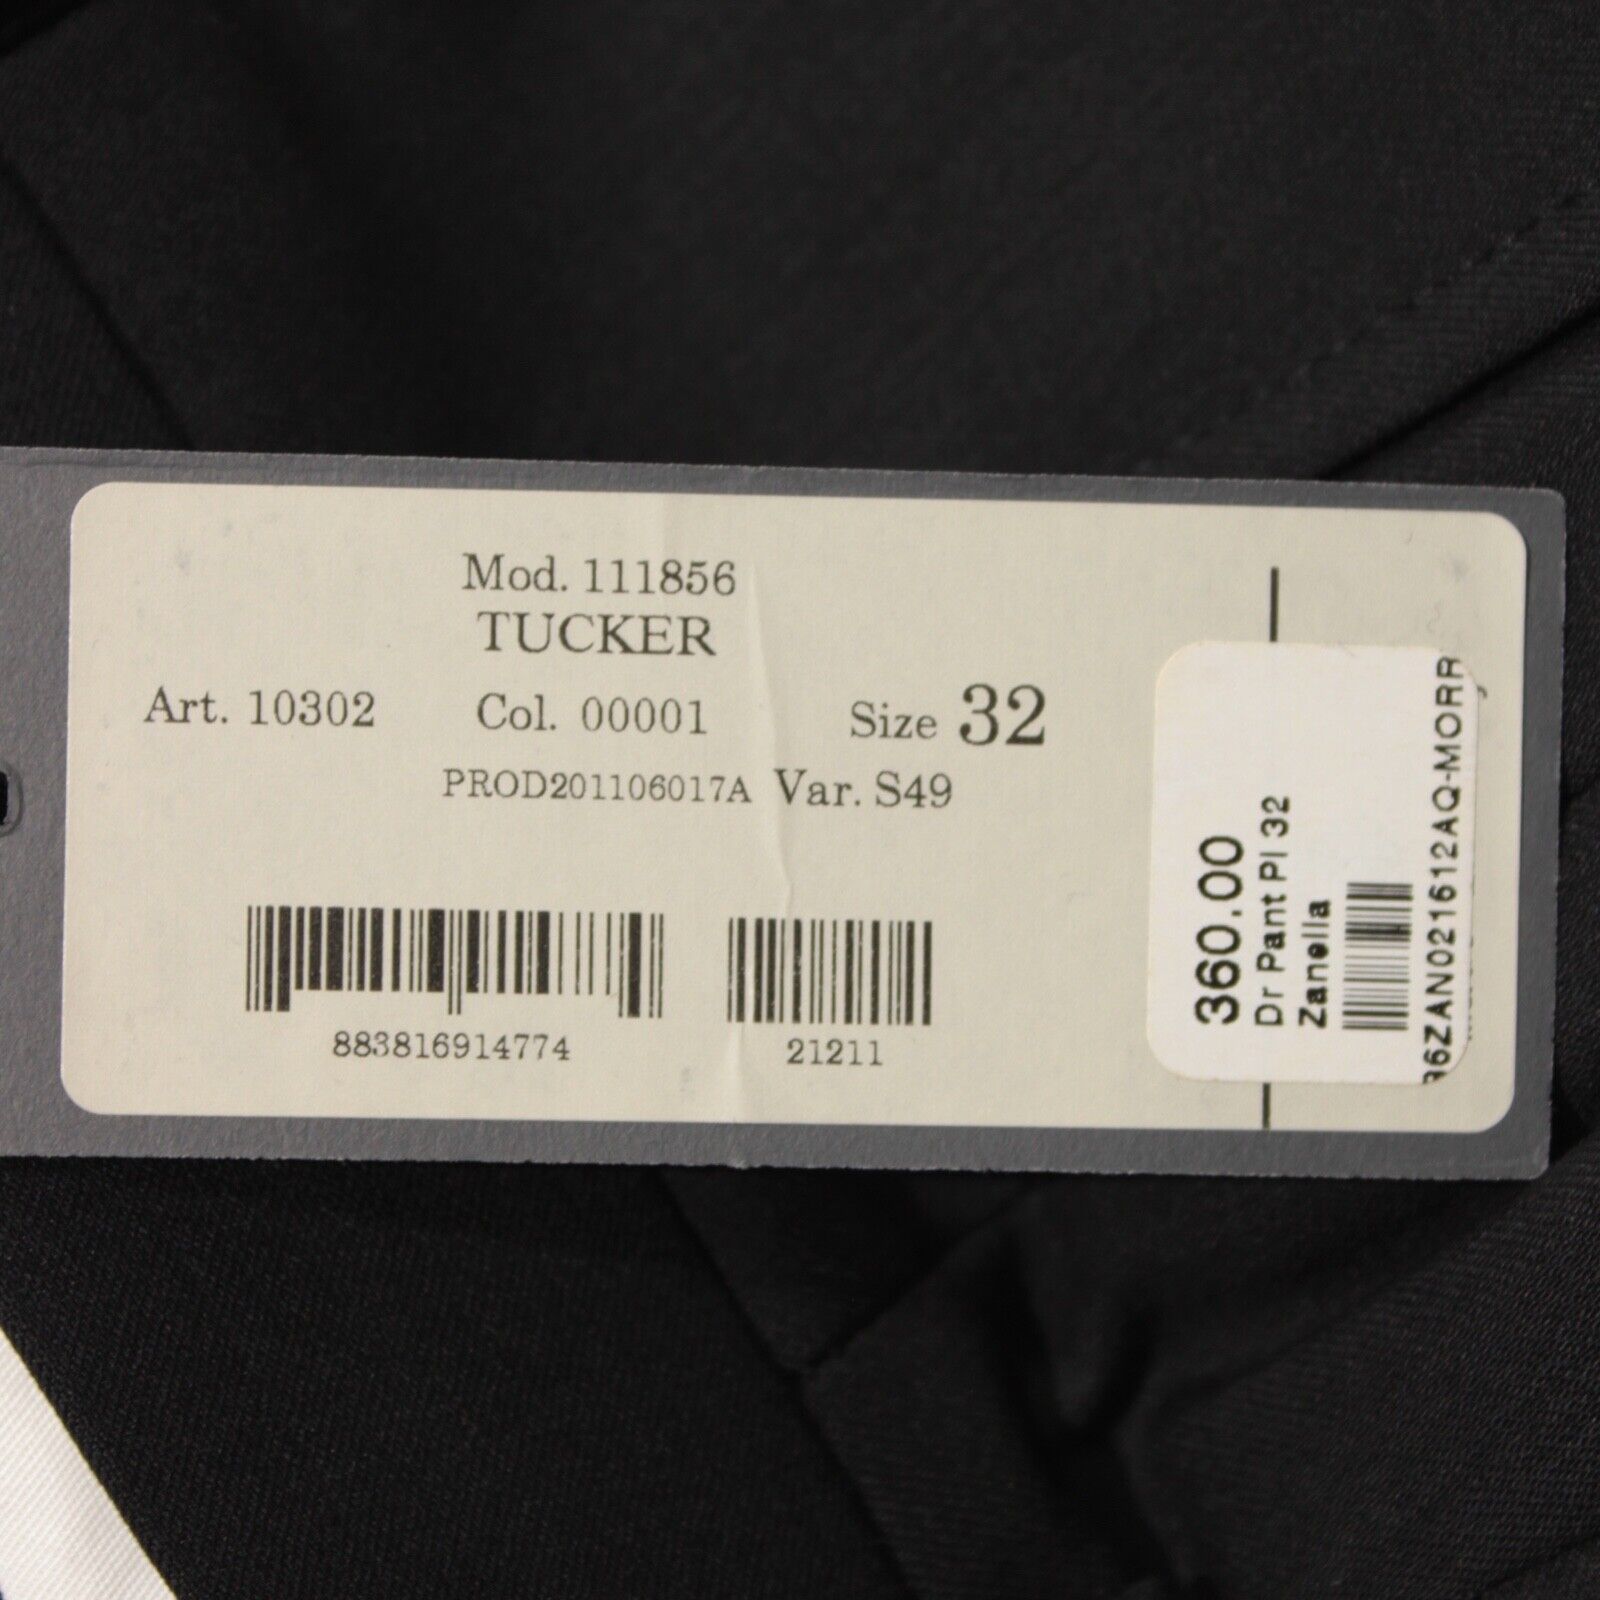 Mod. 111856
TUCKER
Art. 10302 Col. 00001 Size 32
PROD201106017A Var. S49
883816914774
21211
360.00
Dr Pant Pl 32
Zanella
6ZAN021612AQ-MORR